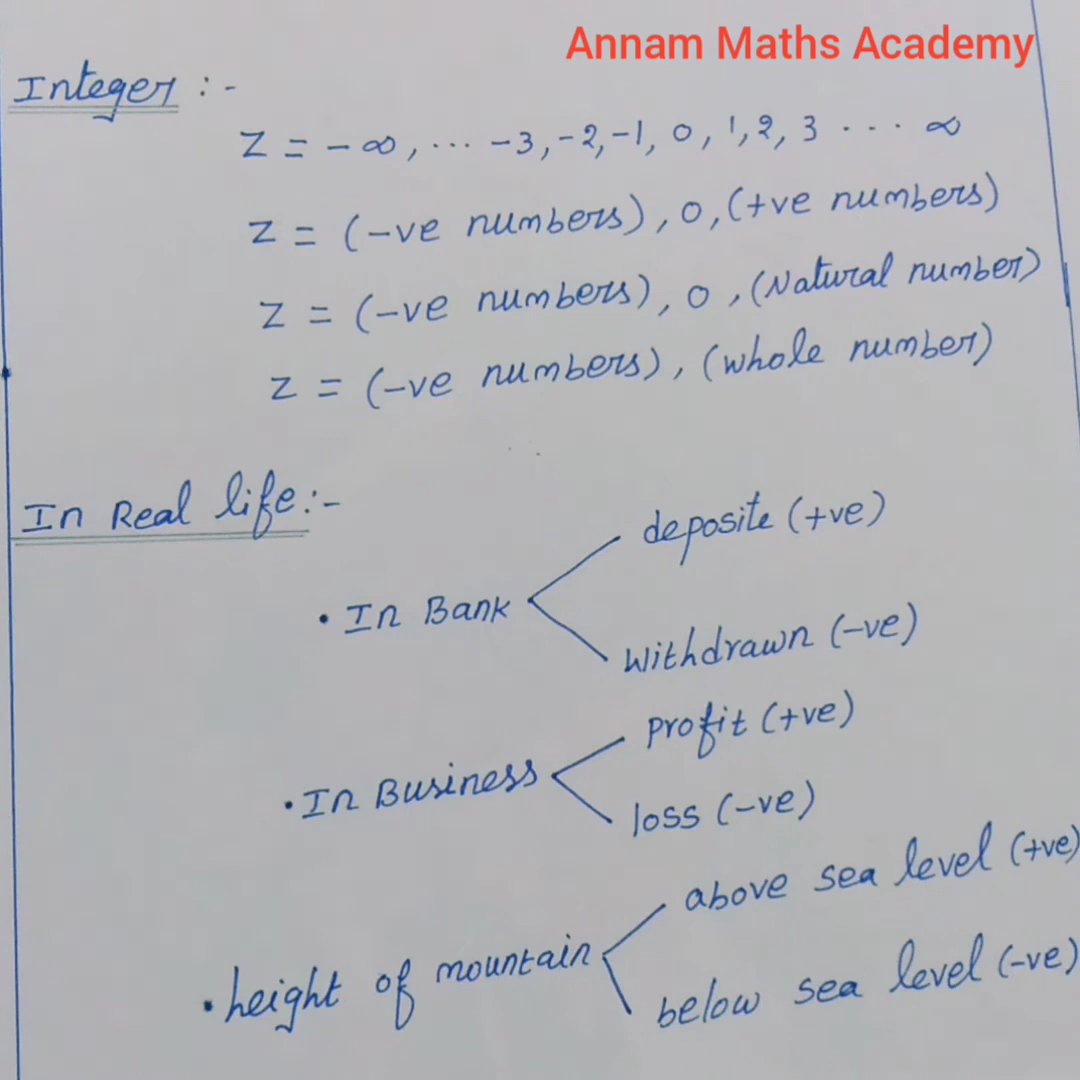 Annam Maths Academy
Integer :-
Z = -∞, ... -3, -2, -1, 0, 1, 2, 3 ... ∞
Z = (-ve numbers), 0, (+ve numbers)
Z = (-ve numbers), 0, (Natural number)
Z = (-ve numbers), (whole number)
In Real life:-
deposite (+ve)
• In Bank
withdrawn (-ve)
profit (+ve)
• In Business
loss (-ve)
above sea level (+ve)
• height of mountain
below sea level (-ve)